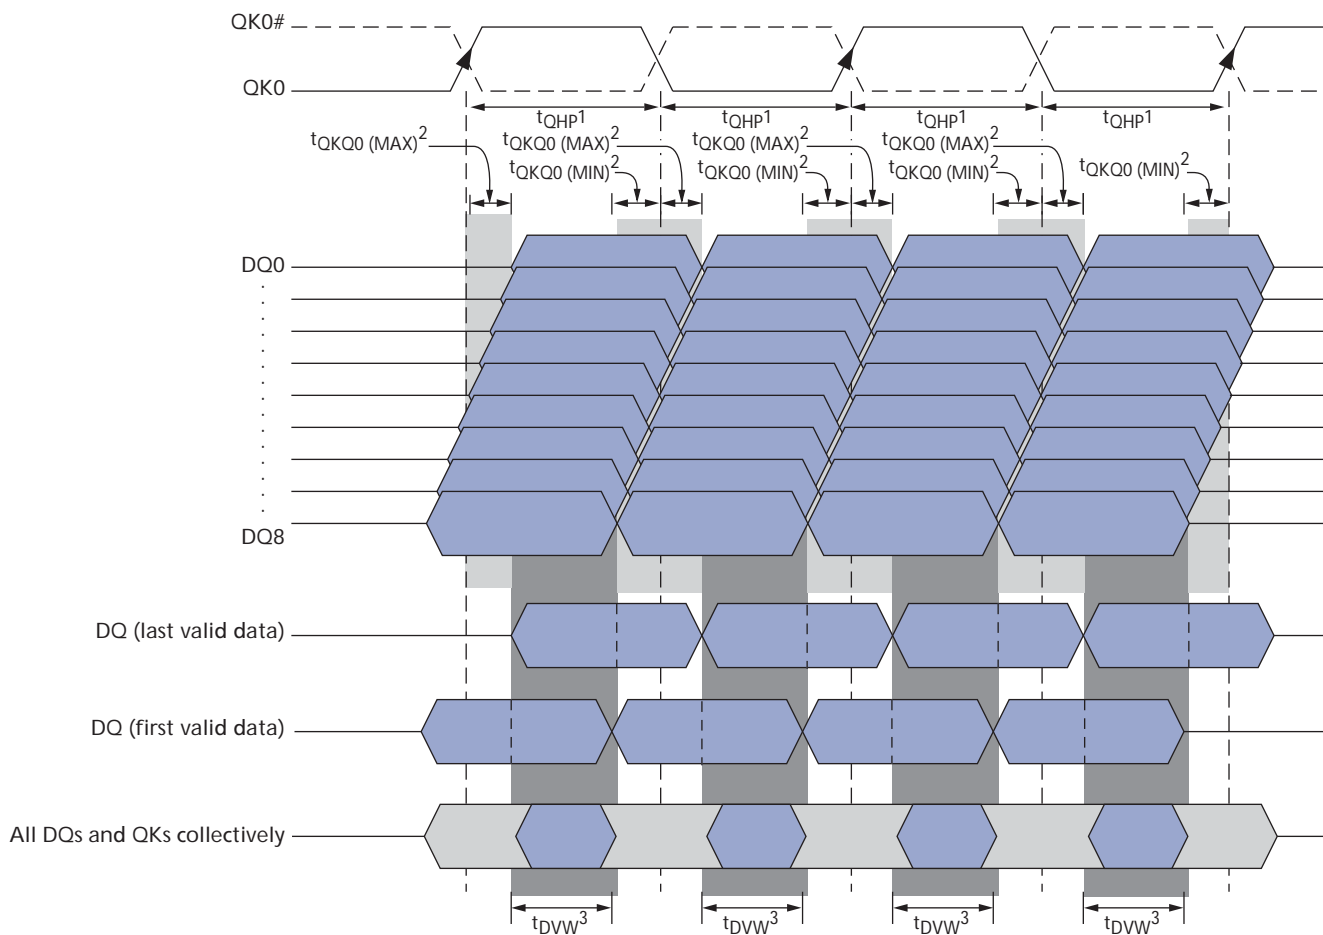 QK0#
QK0
tQHP1 tQHP1 tQHP1 tQHP1
tQKQ0 (MAX)2 tQKQ0 (MAX)2 tQKQ0 (MAX)2 tQKQ0 (MAX)2
tQKQ0 (MIN)2 tQKQ0 (MIN)2 tQKQ0 (MIN)2 tQKQ0 (MIN)2
DQ0
DQ8
DQ (last valid data)
DQ (first valid data)
All DQs and QKs collectively
tDVW3 tDVW3 tDVW3 tDVW3